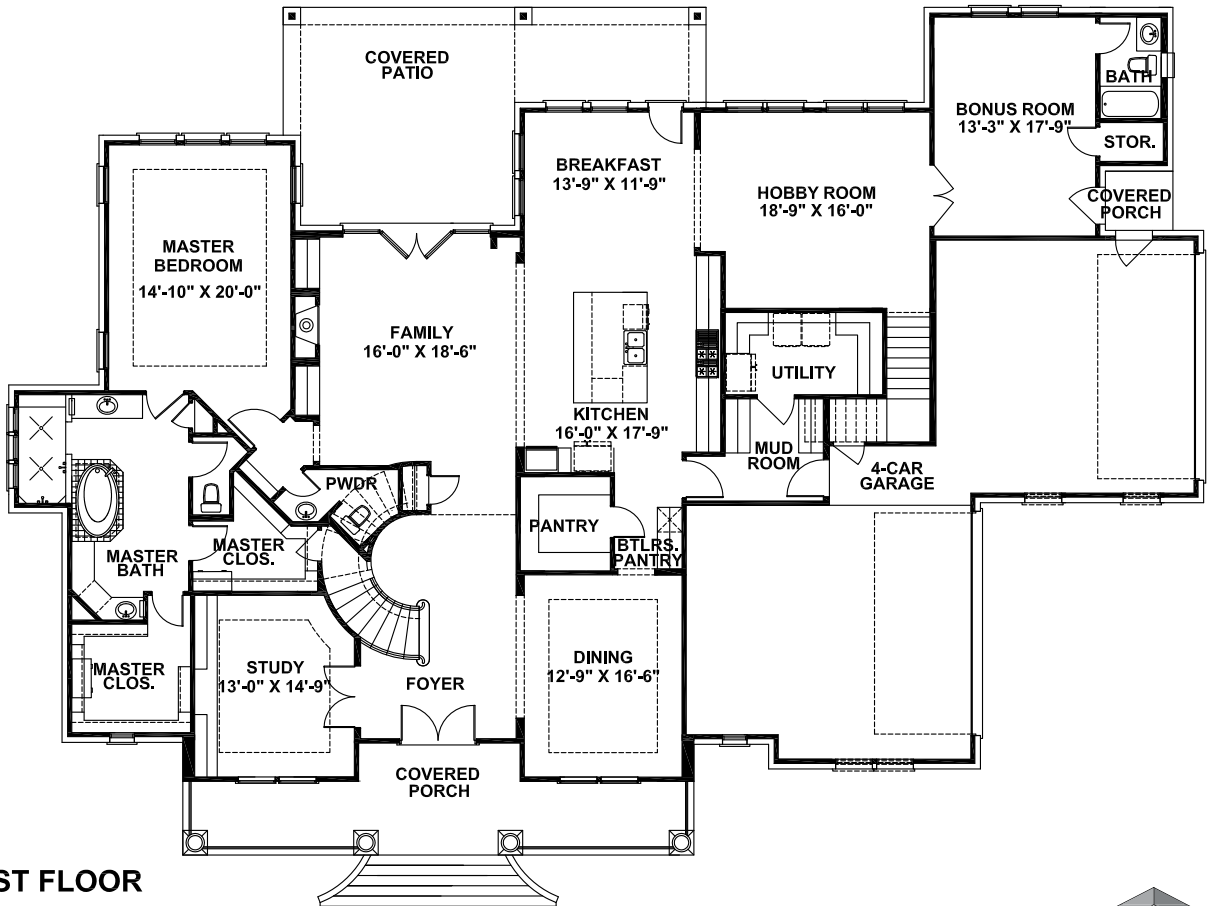 COVERED
PATIO
BATH
BONUS ROOM
13'-3" X 17'-9"
STOR.
BREAKFAST
13'-9" X 11'-9"
HOBBY ROOM
18'-9" X 16'-0"
COVERED
PORCH
MASTER
BEDROOM
14'-10" X 20'-0"
FAMILY
16'-0" X 18'-6"
UTILITY
KITCHEN
16'-0" X 17'-9"
MUD
ROOM
4-CAR
GARAGE
PWDR
PANTRY
MASTER
BATH
MASTER
CLOS.
BTLRS.
PANTRY
MASTER
CLOS.
STUDY
13'-0" X 14'-9"
FOYER
DINING
12'-9" X 16'-6"
COVERED
PORCH
ST FLOOR